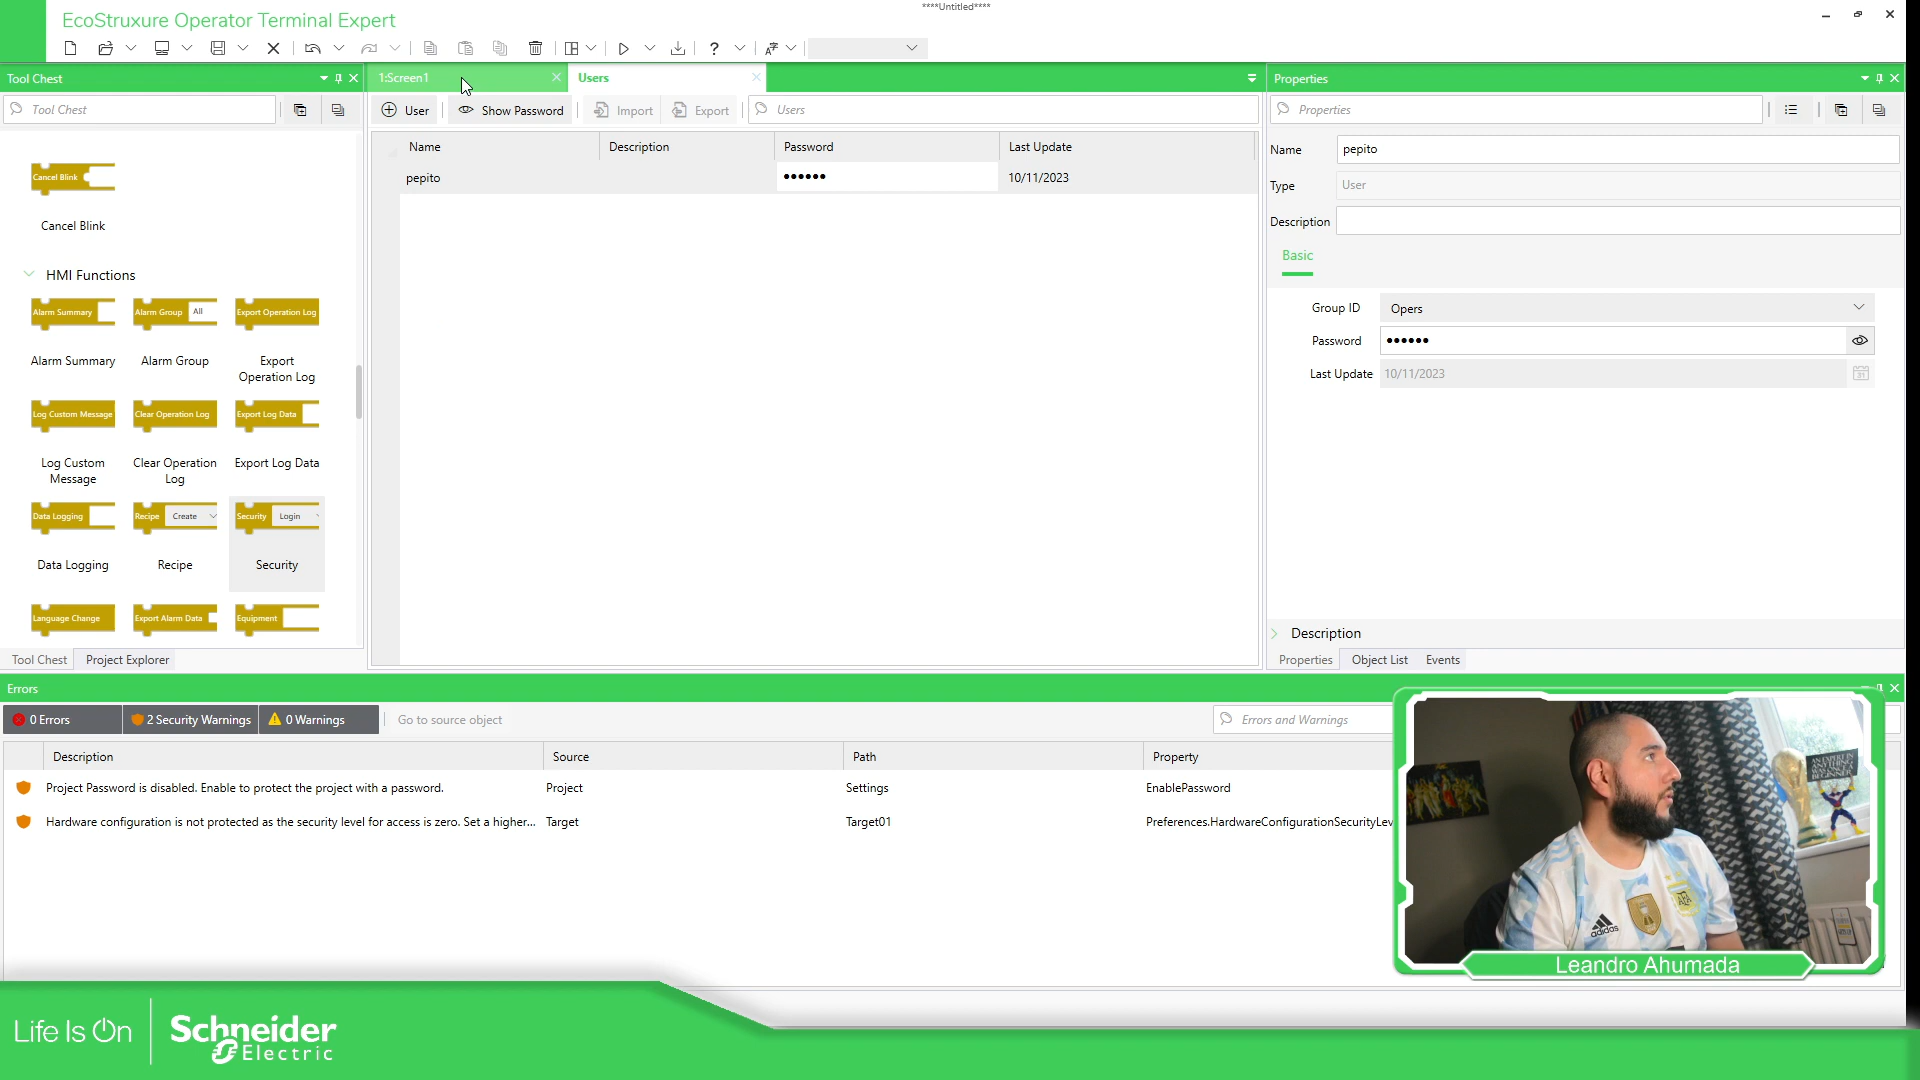 ****Untitled****
EcoStruxure Operator Terminal Expert
Tool Chest
1:Screen1
Users
Properties
Tool Chest
User
Show Password
Import
Export
Users
Properties
Name
Description
Password
Last Update
pepito
••••••
10/11/2023
Name
pepito
Type
User
Description
Basic
Group ID
Opers
Password
••••••
Last Update
10/11/2023
Cancel Blink
Cancel Blink
HMI Functions
Alarm Summary
Alarm Group All
Export Operation Log
Alarm Summary
Alarm Group
Export
Operation Log
Log Custom Message
Clear Operation Log
Export Log Data
Log Custom
Message
Clear Operation
Log
Export Log Data
Data Logging
Recipe Create
Security Login
Data Logging
Recipe
Security
Language Change
Export Alarm Data
Equipment
Description
Tool Chest
Project Explorer
Properties
Object List
Events
Errors
0 Errors
2 Security Warnings
0 Warnings
Go to source object
Errors and Warnings
Description
Source
Path
Property
Project Password is disabled. Enable to protect the project with a password.
Project
Settings
EnablePassword
Hardware configuration is not protected as the security level for access is zero. Set a higher...
Target
Target01
Preferences.HardwareConfigurationSecurityLev
AN EXPERT IN
ANYTHING
WAS ONCE A
BEGINNER
adidas
AFA
Leandro Ahumada
Life Is On
Schneider
Electric